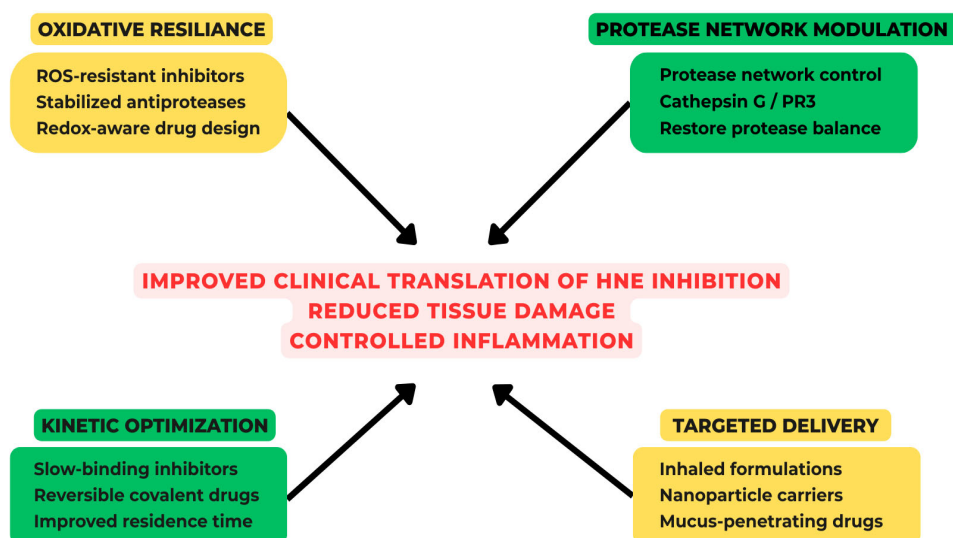 OXIDATIVE RESILIANCE
ROS-resistant inhibitors
Stabilized antiproteases
Redox-aware drug design
PROTEASE NETWORK MODULATION
Protease network control
Cathepsin G / PR3
Restore protease balance
IMPROVED CLINICAL TRANSLATION OF HNE INHIBITION
REDUCED TISSUE DAMAGE
CONTROLLED INFLAMMATION
KINETIC OPTIMIZATION
Slow-binding inhibitors
Reversible covalent drugs
Improved residence time
TARGETED DELIVERY
Inhaled formulations
Nanoparticle carriers
Mucus-penetrating drugs